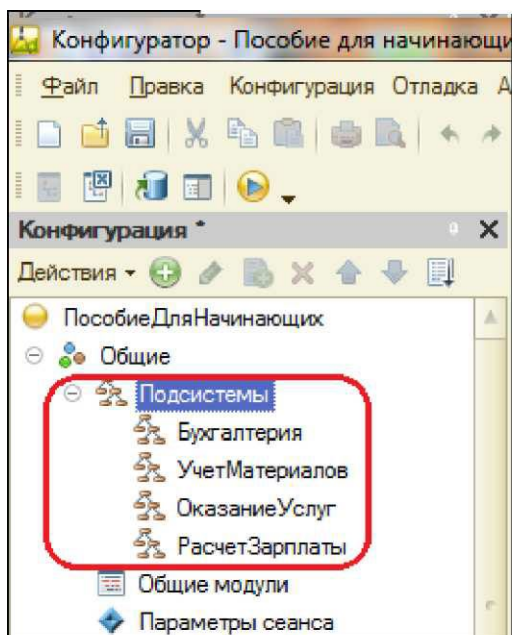 Конфигуратор - Пособие для начинающи
Файл Правка Конфигурация Отладка А
Конфигурация *
Действия
ПособиеДляНачинающих
Общие
Подсистемы
Бухгалтерия
УчетМатериалов
ОказаниеУслуг
РасчетЗарплаты
Общие модули
Параметры сеанса